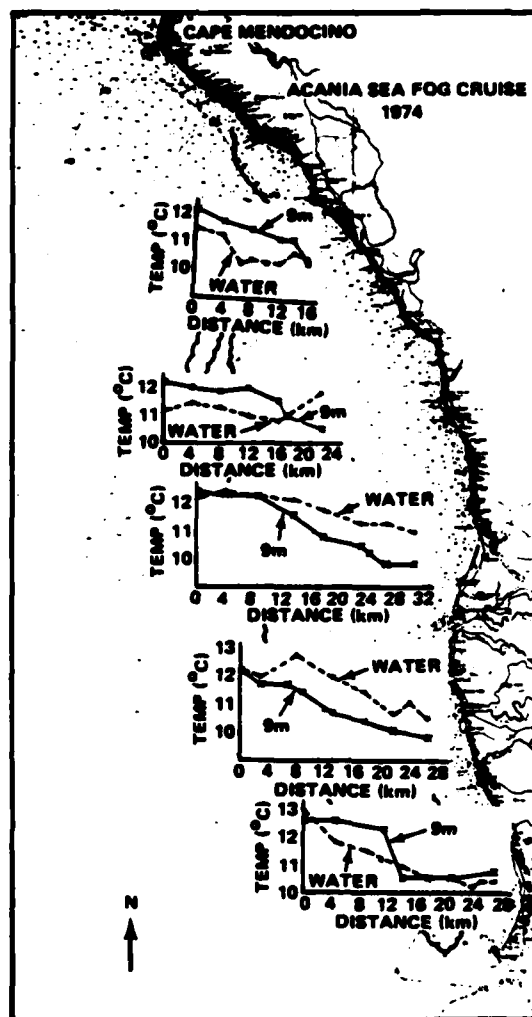 CAPE MENDOCINO
ACANIA SEA FOG CRUISE
1974
TEMP (°C)
12
11
10
9m
WATER
0 4 8 12 16
DISTANCE (km)
TEMP (°C)
12
11
10
WATER
9m
0 4 8 12 16 20 24
DISTANCE (km)
TEMP (°C)
12
11
10
WATER
9m
0 4 8 12 16 20 24 28 32
DISTANCE (km)
TEMP (°C)
13
12
11
10
WATER
9m
0 4 8 12 16 20 24 28
DISTANCE (km)
TEMP (°C)
13
12
11
10
9m
WATER
0 4 8 12 16 20 24 28
DISTANCE (km)
N